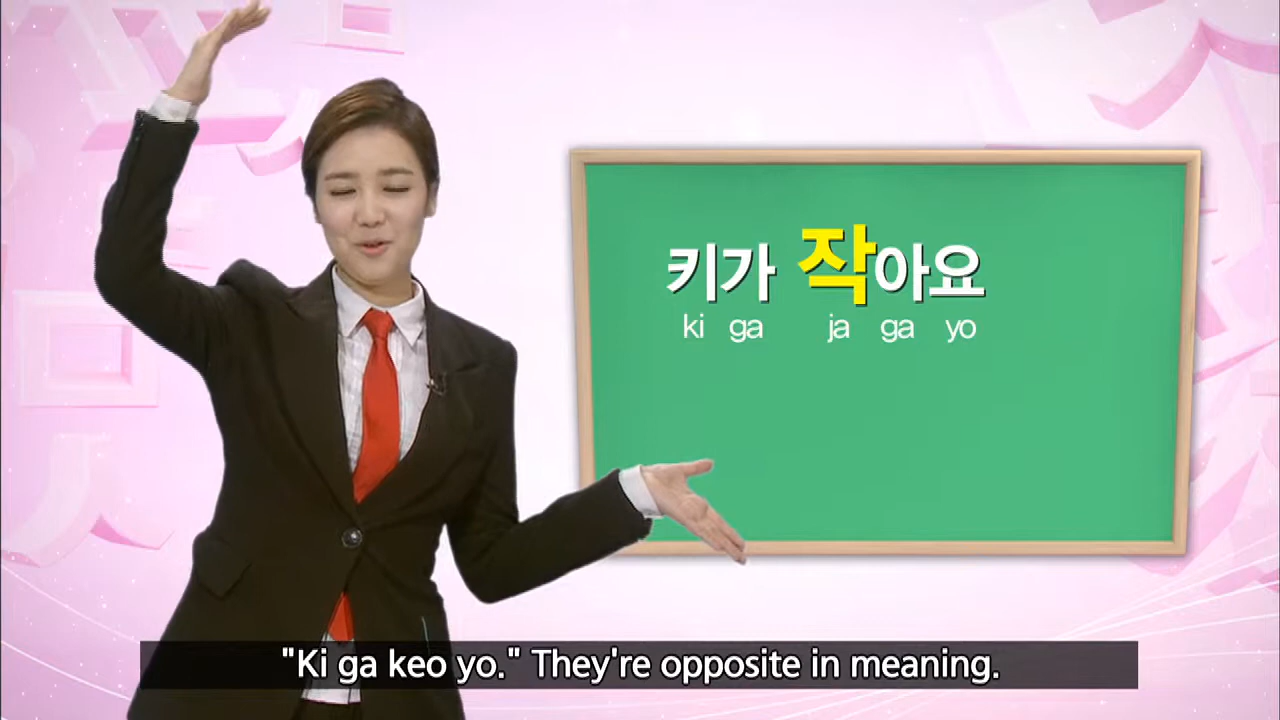 키가 작아요
ki ga ja ga yo
"Ki ga keo yo." They're opposite in meaning.